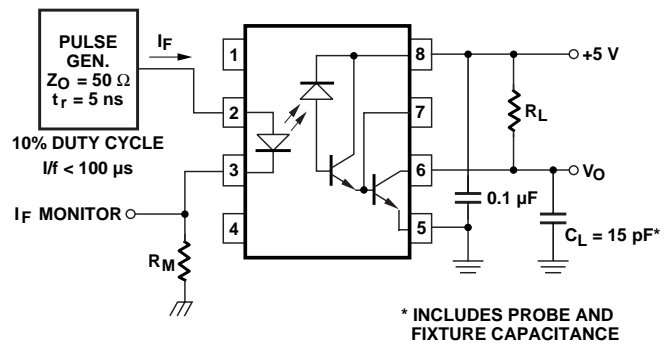 PULSE
GEN.
ZO = 50 Ω
tr = 5 ns
IF
10% DUTY CYCLE
I/f < 100 µs
IF MONITOR
RM
1
2
3
4
8
7
6
5
+5 V
RL
VO
0.1 µF
CL = 15 pF*
* INCLUDES PROBE AND
FIXTURE CAPACITANCE